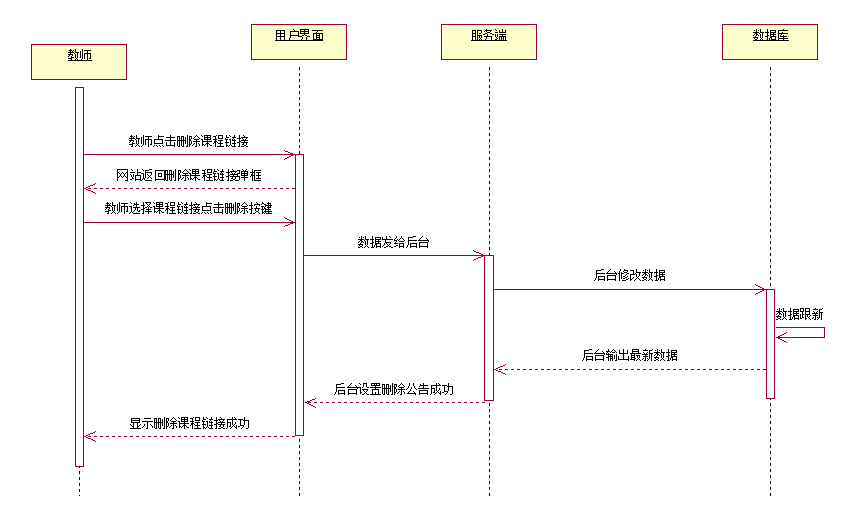 教师
用户界面
服务端
数据库
教师点击删除课程链接
网站返回删除课程链接弹框
教师选择课程链接点击删除按键
数据发给后台
后台修改数据
数据跟新
后台输出最新数据
后台设置删除公告成功
显示删除课程链接成功